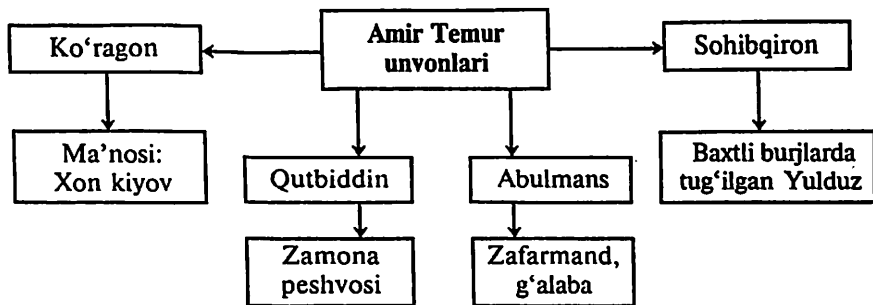 Amir Temur
unvonlari
Ko‘ragon
Sohibqiron
Ma’nosi:
Xon kiyov
Qutbiddin
Abulmans
Baxtli burjlarda
tug‘ilgan Yulduz
Zamona
peshvosi
Zafarmand,
g‘alaba